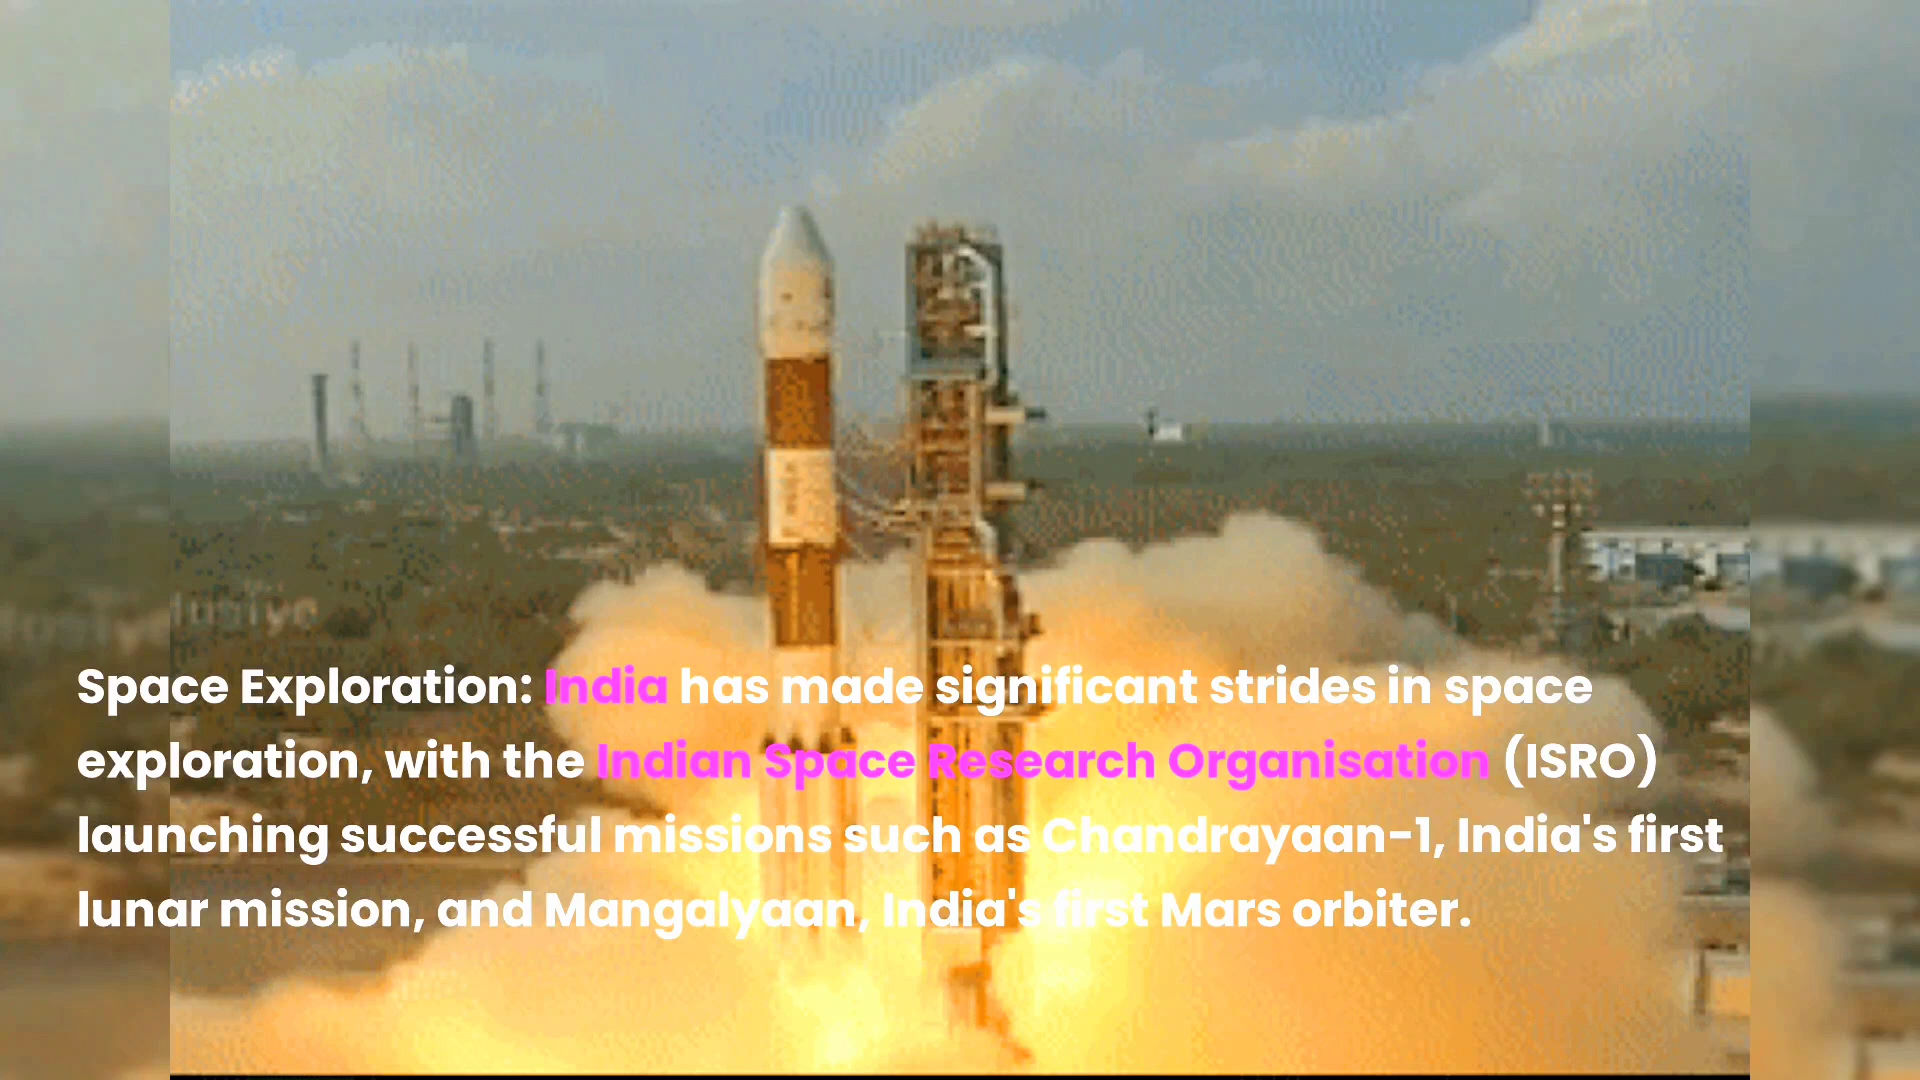 Space Exploration: India has made significant strides in space
exploration, with the Indian Space Research Organisation (ISRO)
launching successful missions such as Chandrayaan-1, India's first
lunar mission, and Mangalyaan, India's first Mars orbiter.